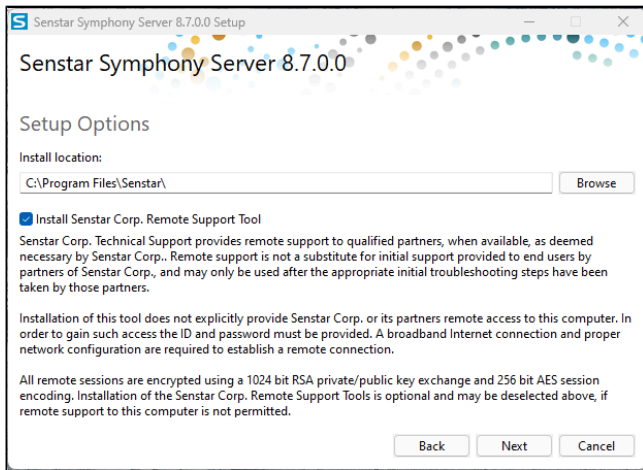 Senstar Symphony Server 8.7.0.0 Setup
Senstar Symphony Server 8.7.0.0
Setup Options
Install location:
C:\Program Files\Senstar\
Browse
Install Senstar Corp. Remote Support Tool
Senstar Corp. Technical Support provides remote support to qualified partners, when available, as deemed
necessary by Senstar Corp.. Remote support is not a substitute for initial support provided to end users by
partners of Senstar Corp., and may only be used after the appropriate initial troubleshooting steps have been
taken by those partners.
Installation of this tool does not explicitly provide Senstar Corp. or its partners remote access to this computer. In
order to gain such access the ID and password must be provided. A broadband Internet connection and proper
network configuration are required to establish a remote connection.
All remote sessions are encrypted using a 1024 bit RSA private/public key exchange and 256 bit AES session
encoding. Installation of the Senstar Corp. Remote Support Tools is optional and may be deselected above, if
remote support to this computer is not permitted.
Back
Next
Cancel